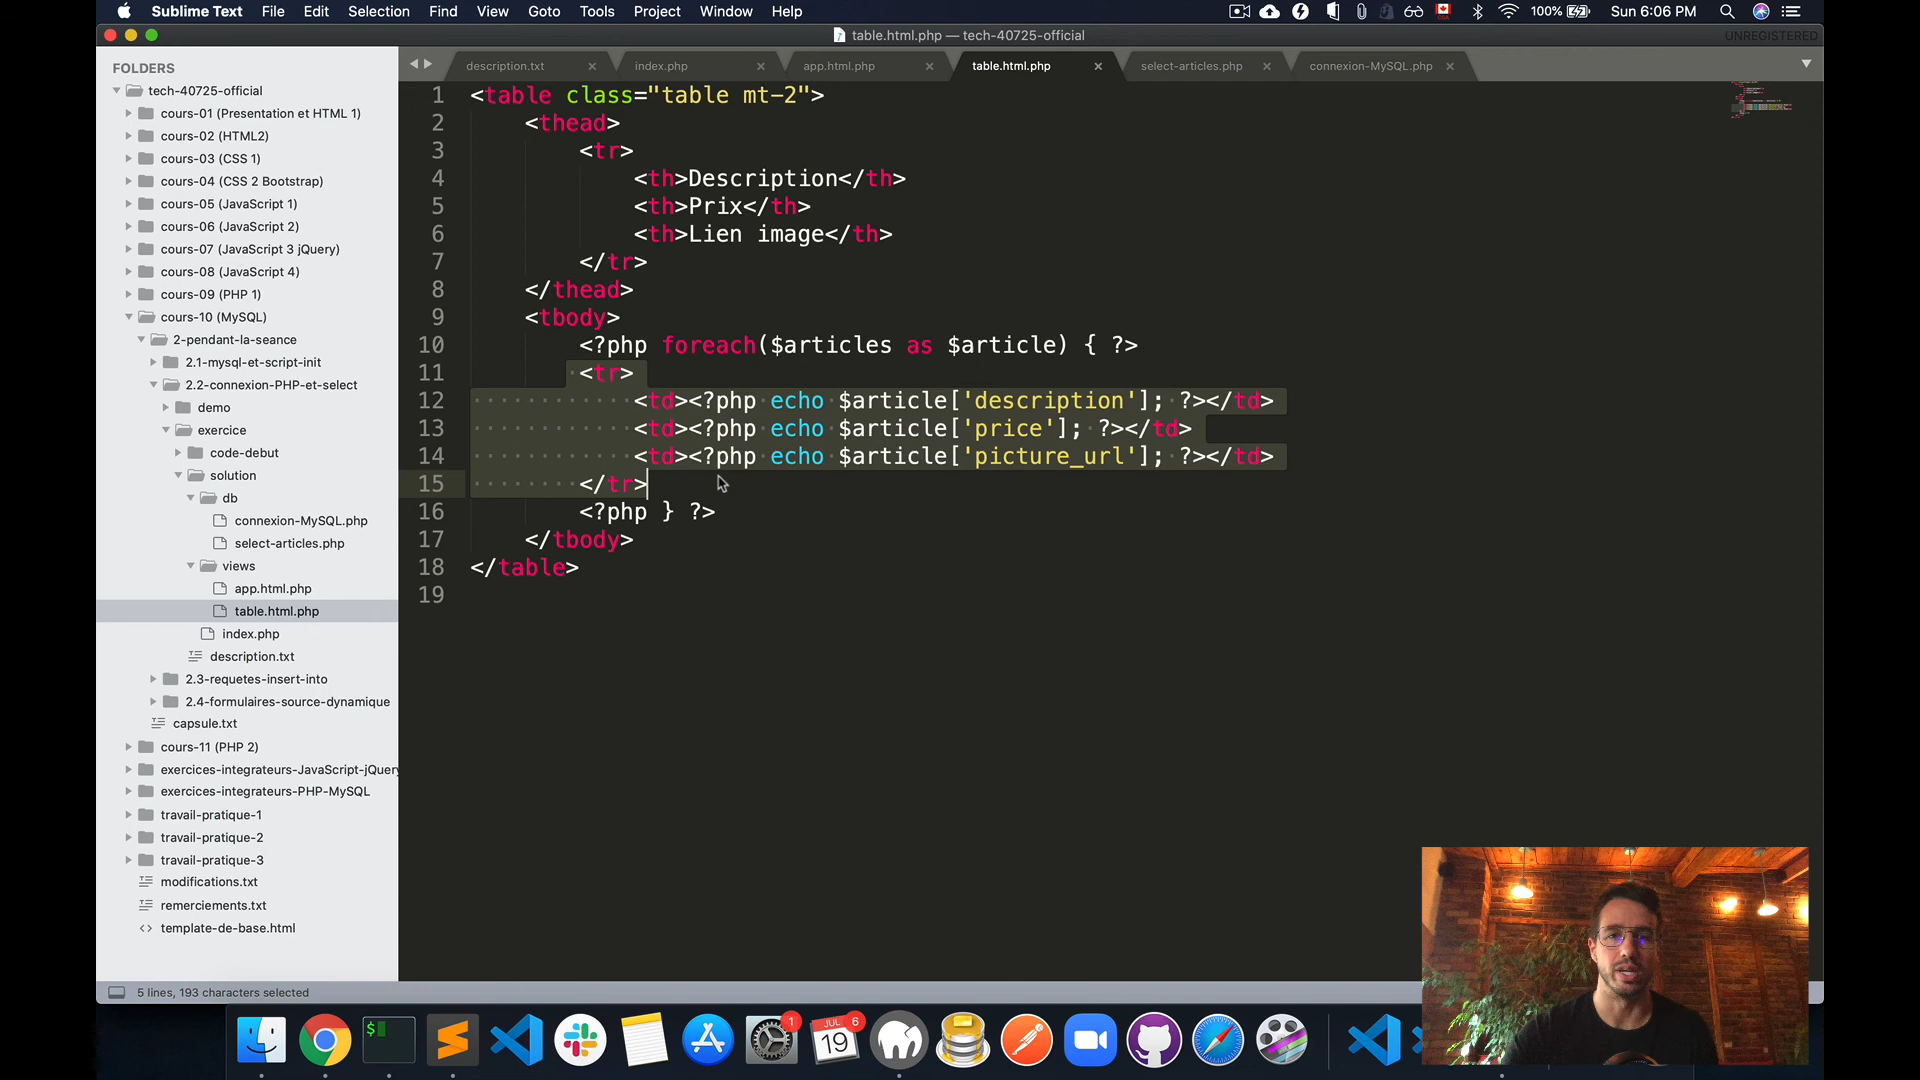 Sublime Text File Edit Selection Find View Goto Tools Project Window Help 100% Sun 6:06 PM
table.html.php — tech-40725-official UNREGISTERED
FOLDERS
tech-40725-official
cours-01 (Presentation et HTML 1)
cours-02 (HTML2)
cours-03 (CSS 1)
cours-04 (CSS 2 Bootstrap)
cours-05 (JavaScript 1)
cours-06 (JavaScript 2)
cours-07 (JavaScript 3 jQuery)
cours-08 (JavaScript 4)
cours-09 (PHP 1)
cours-10 (MySQL)
2-pendant-la-seance
2.1-mysql-et-script-init
2.2-connexion-PHP-et-select
demo
exercice
code-debut
solution
db
connexion-MySQL.php
select-articles.php
views
app.html.php
table.html.php
index.php
description.txt
2.3-requetes-insert-into
2.4-formulaires-source-dynamique
capsule.txt
cours-11 (PHP 2)
exercices-integrateurs-JavaScript-jQuery
exercices-integrateurs-PHP-MySQL
travail-pratique-1
travail-pratique-2
travail-pratique-3
modifications.txt
remerciements.txt
template-de-base.html
description.txt index.php app.html.php table.html.php select-articles.php connexion-MySQL.php
1 <table class="table mt-2">
2 <thead>
3 <tr>
4 <th>Description</th>
5 <th>Prix</th>
6 <th>Lien image</th>
7 </tr>
8 </thead>
9 <tbody>
10 <?php foreach($articles as $article) { ?>
11 <tr>
12 <td><?php echo $article['description']; ?></td>
13 <td><?php echo $article['price']; ?></td>
14 <td><?php echo $article['picture_url']; ?></td>
15 </tr>
16 <?php } ?>
17 </tbody>
18 </table>
19
5 lines, 193 characters selected
$
1
JUL 6
19